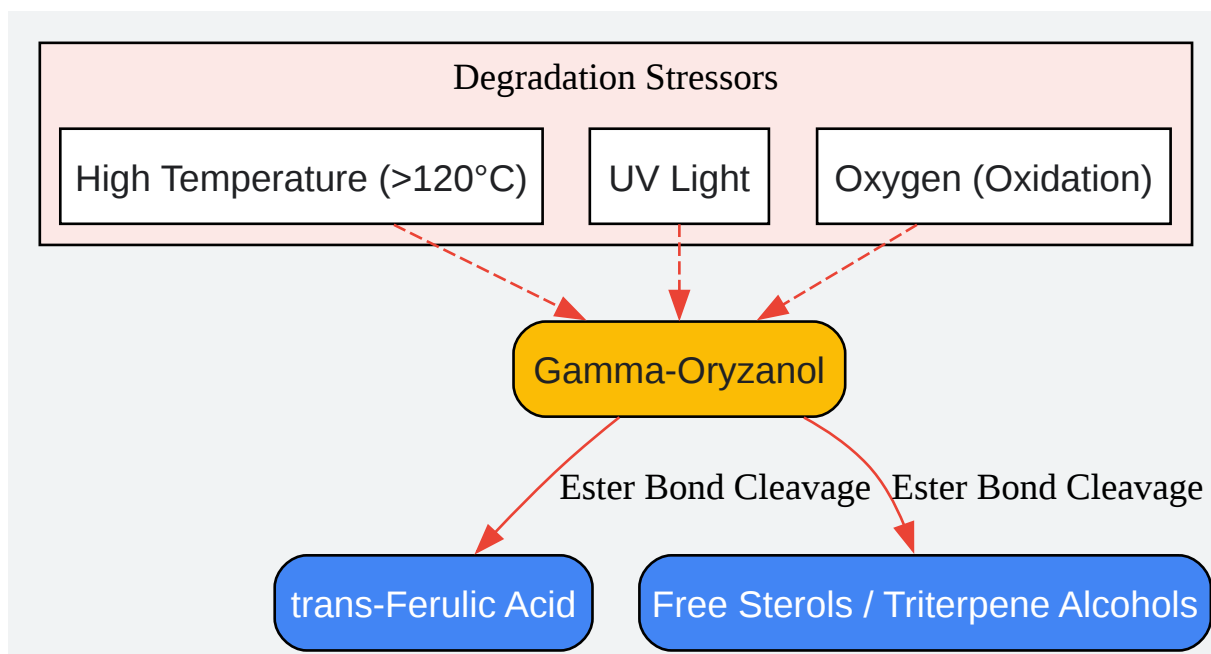 Degradation Stressors
High Temperature (>120°C)
UV Light
Oxygen (Oxidation)
Gamma-Oryzanol
Ester Bond Cleavage
Ester Bond Cleavage
trans-Ferulic Acid
Free Sterols / Triterpene Alcohols